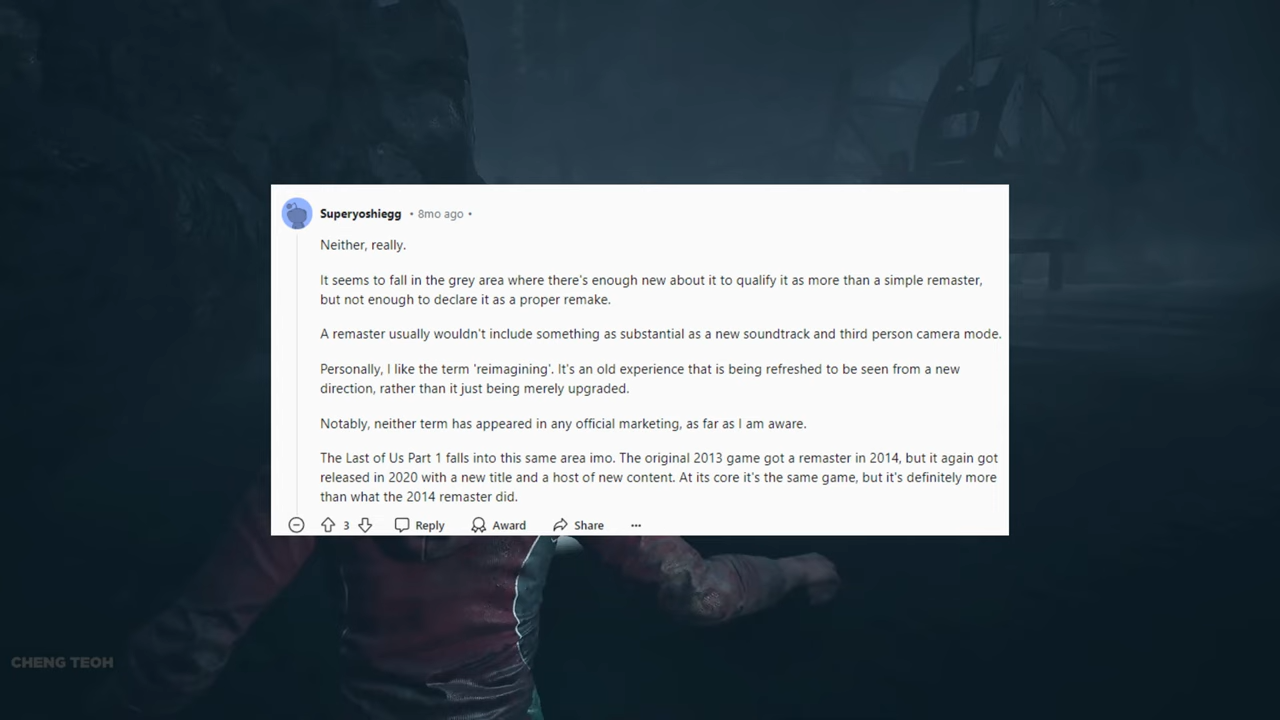 Superyoshiegg • 8mo ago •
Neither, really.
It seems to fall in the grey area where there's enough new about it to qualify it as more than a simple remaster,
but not enough to declare it as a proper remake.
A remaster usually wouldn't include something as substantial as a new soundtrack and third person camera mode.
Personally, I like the term 'reimagining'. It's an old experience that is being refreshed to be seen from a new
direction, rather than it just being merely upgraded.
Notably, neither term has appeared in any official marketing, as far as I am aware.
The Last of Us Part 1 falls into this same area imo. The original 2013 game got a remaster in 2014, but it again got
released in 2020 with a new title and a host of new content. At its core it's the same game, but it's definitely more
than what the 2014 remaster did.
3 Reply Award Share ...
CHENG TEOH